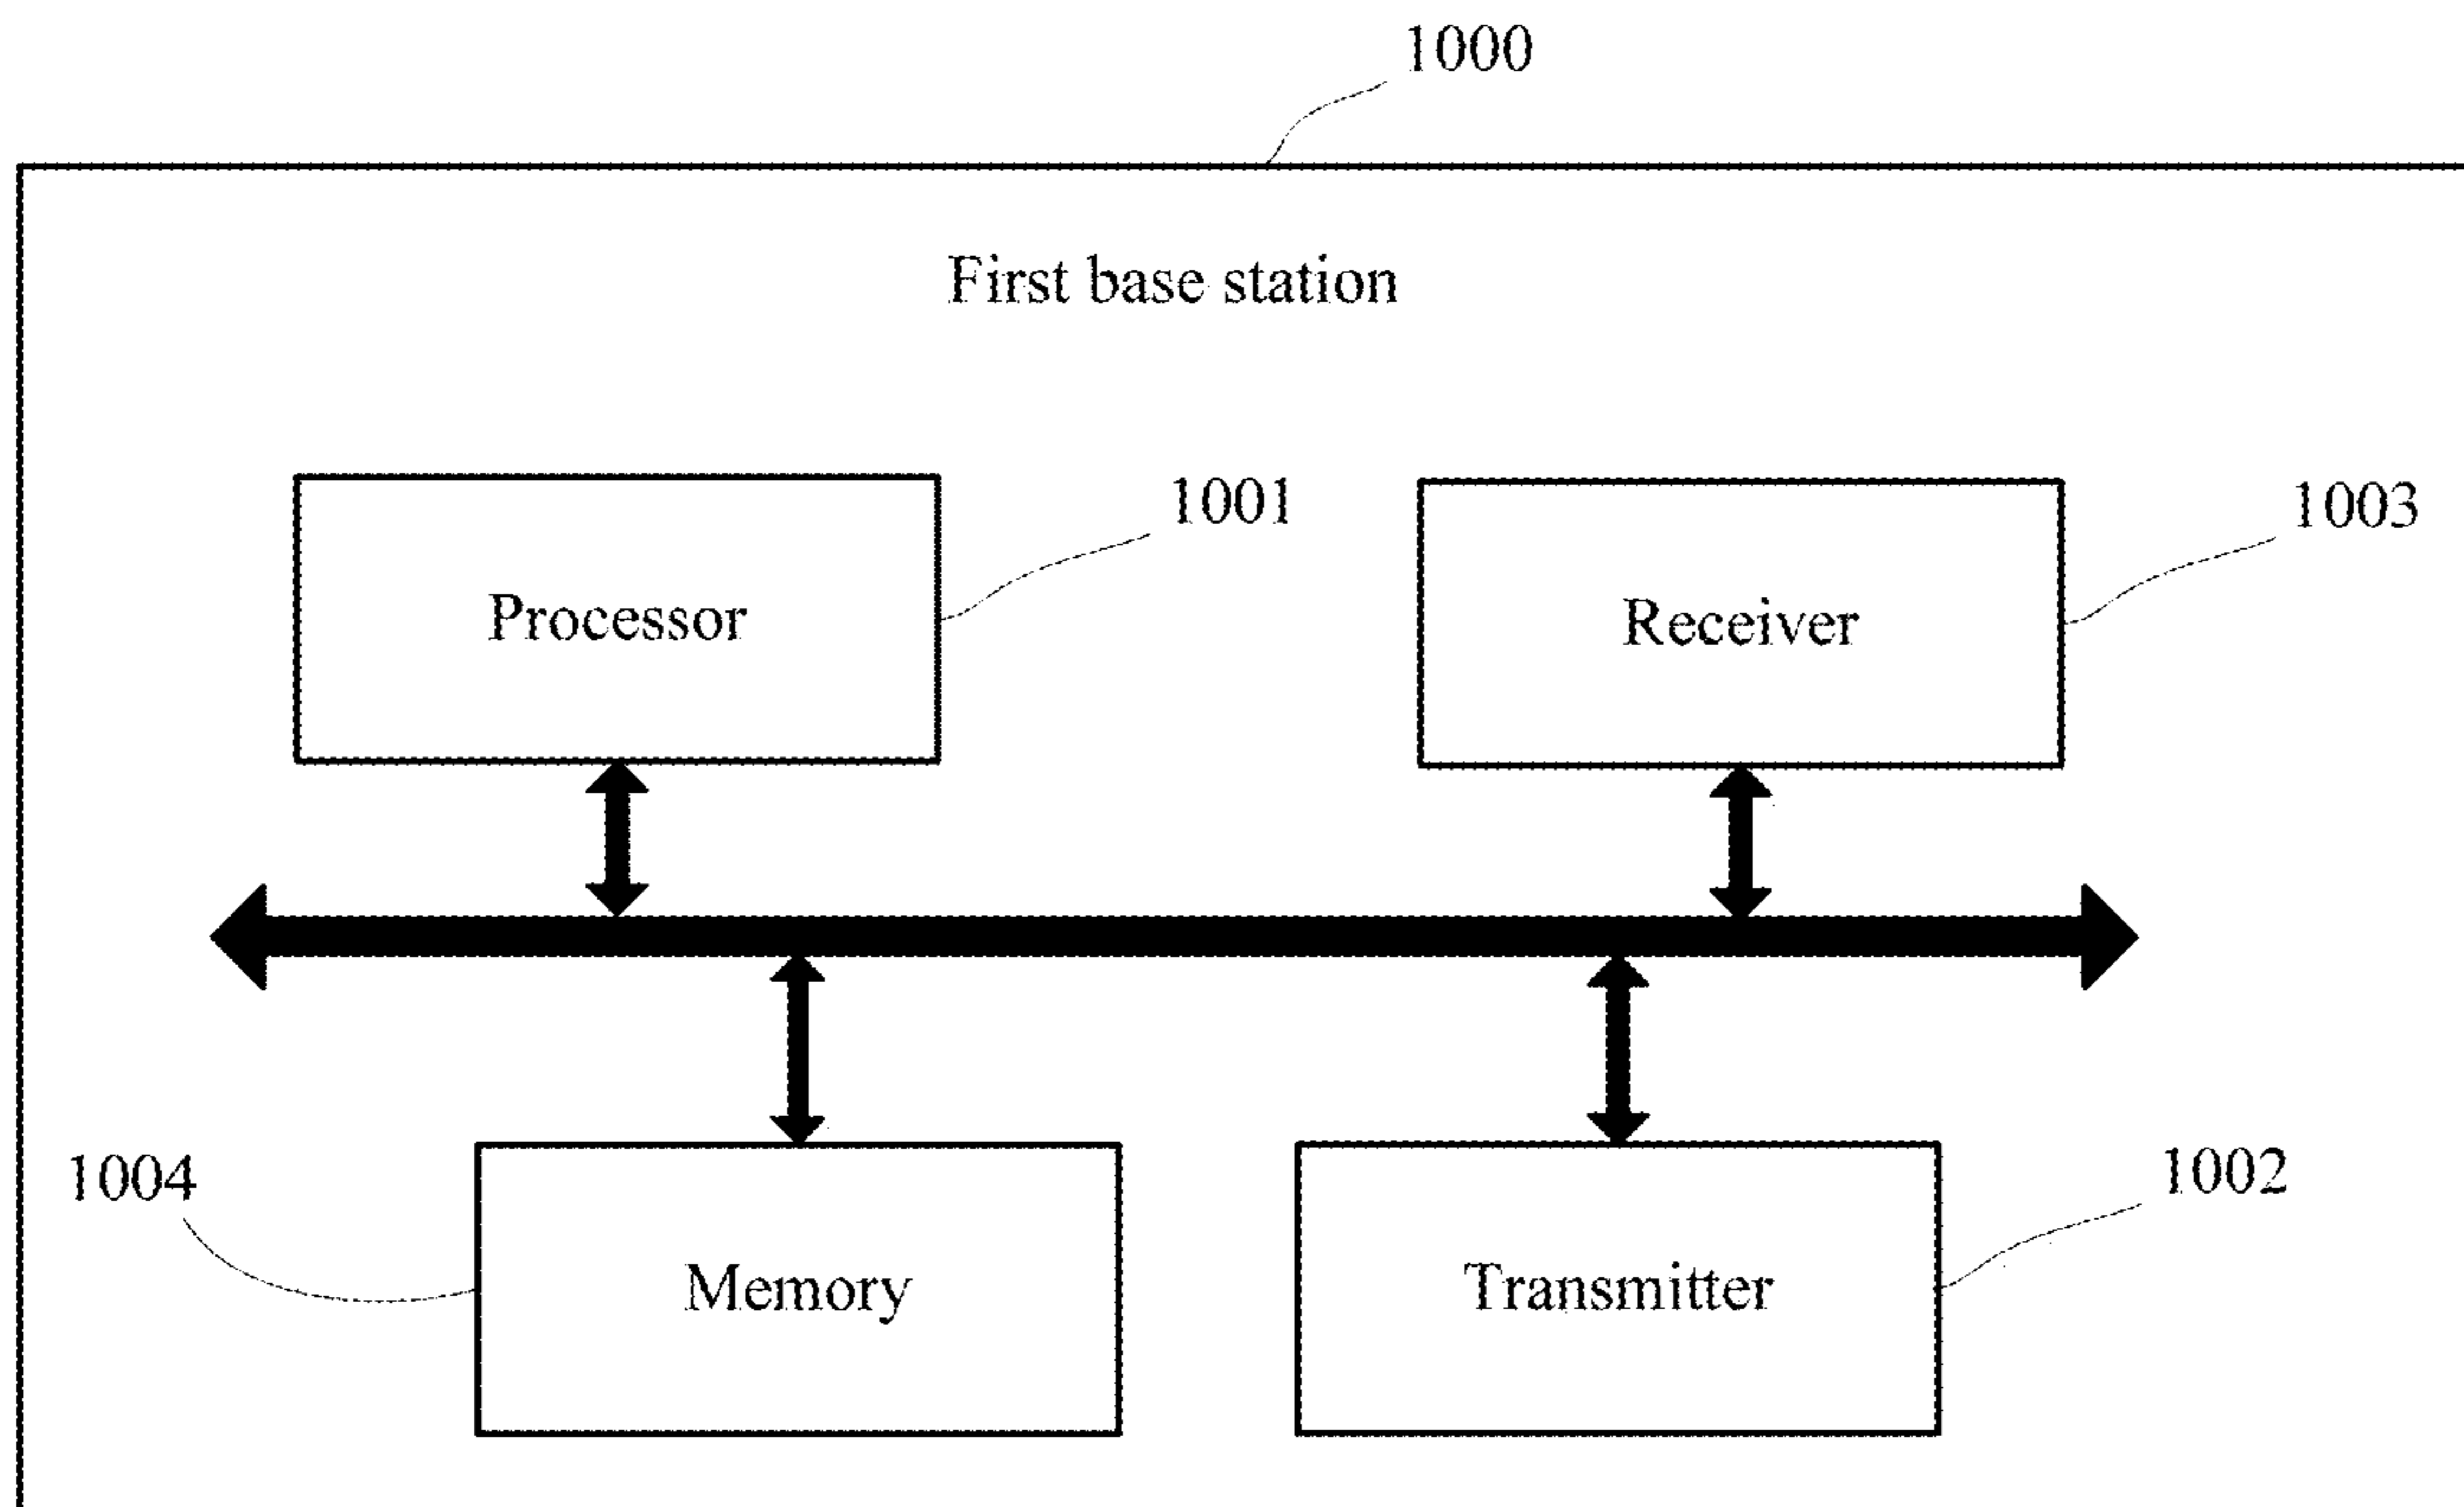 1000
First base station
1001
1003
Processor
Receiver
1004
1002
Memory
Transmitter